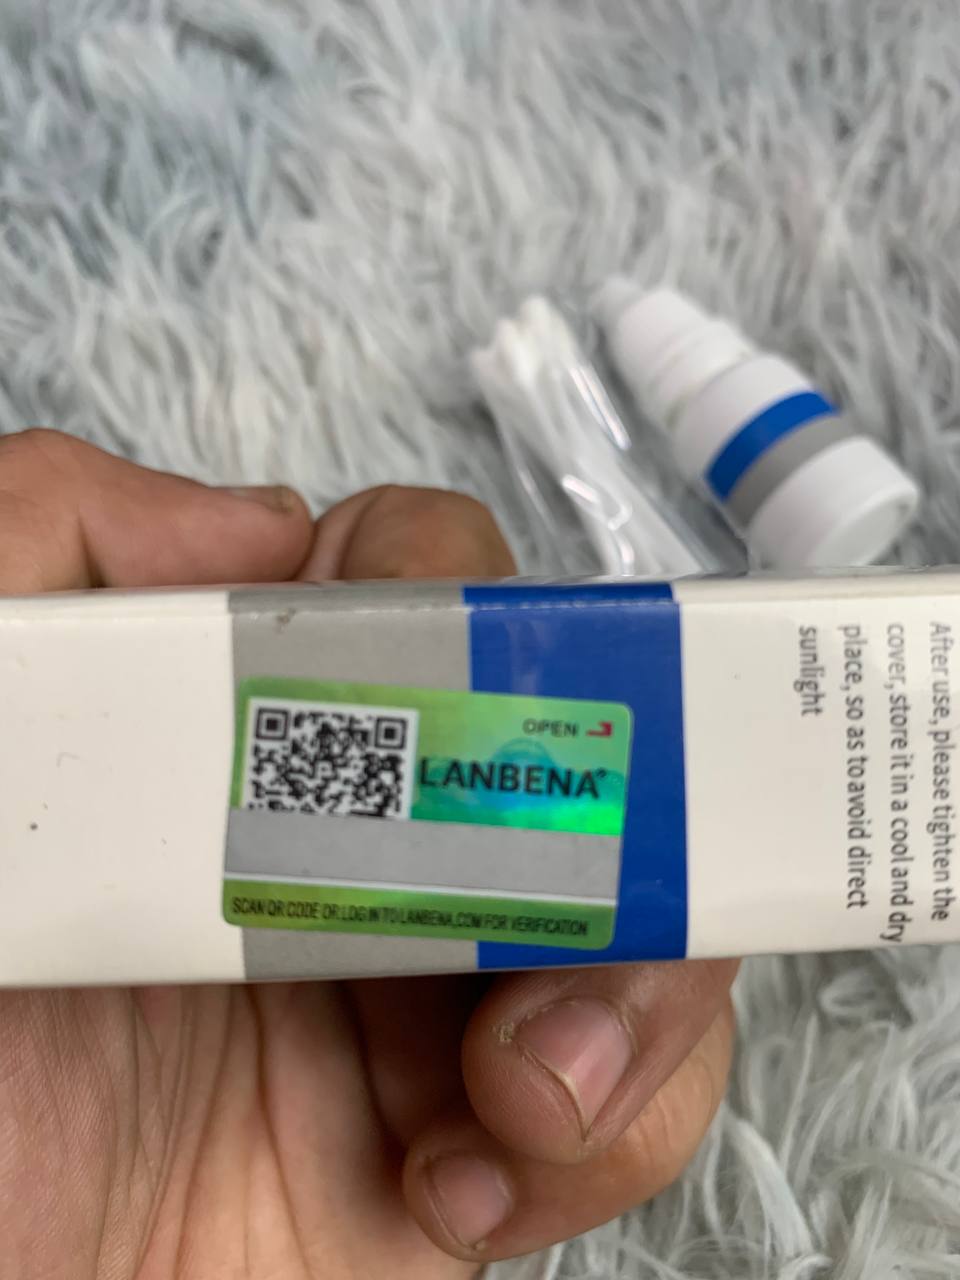 OPEN
LANBENA®
SCAN QR CODE OR LOG IN TO LANBENA.COM FOR VERIFICATION
After use, please tighten the
cover, store it in a cool and dry
place, so as to avoid direct
sunlight